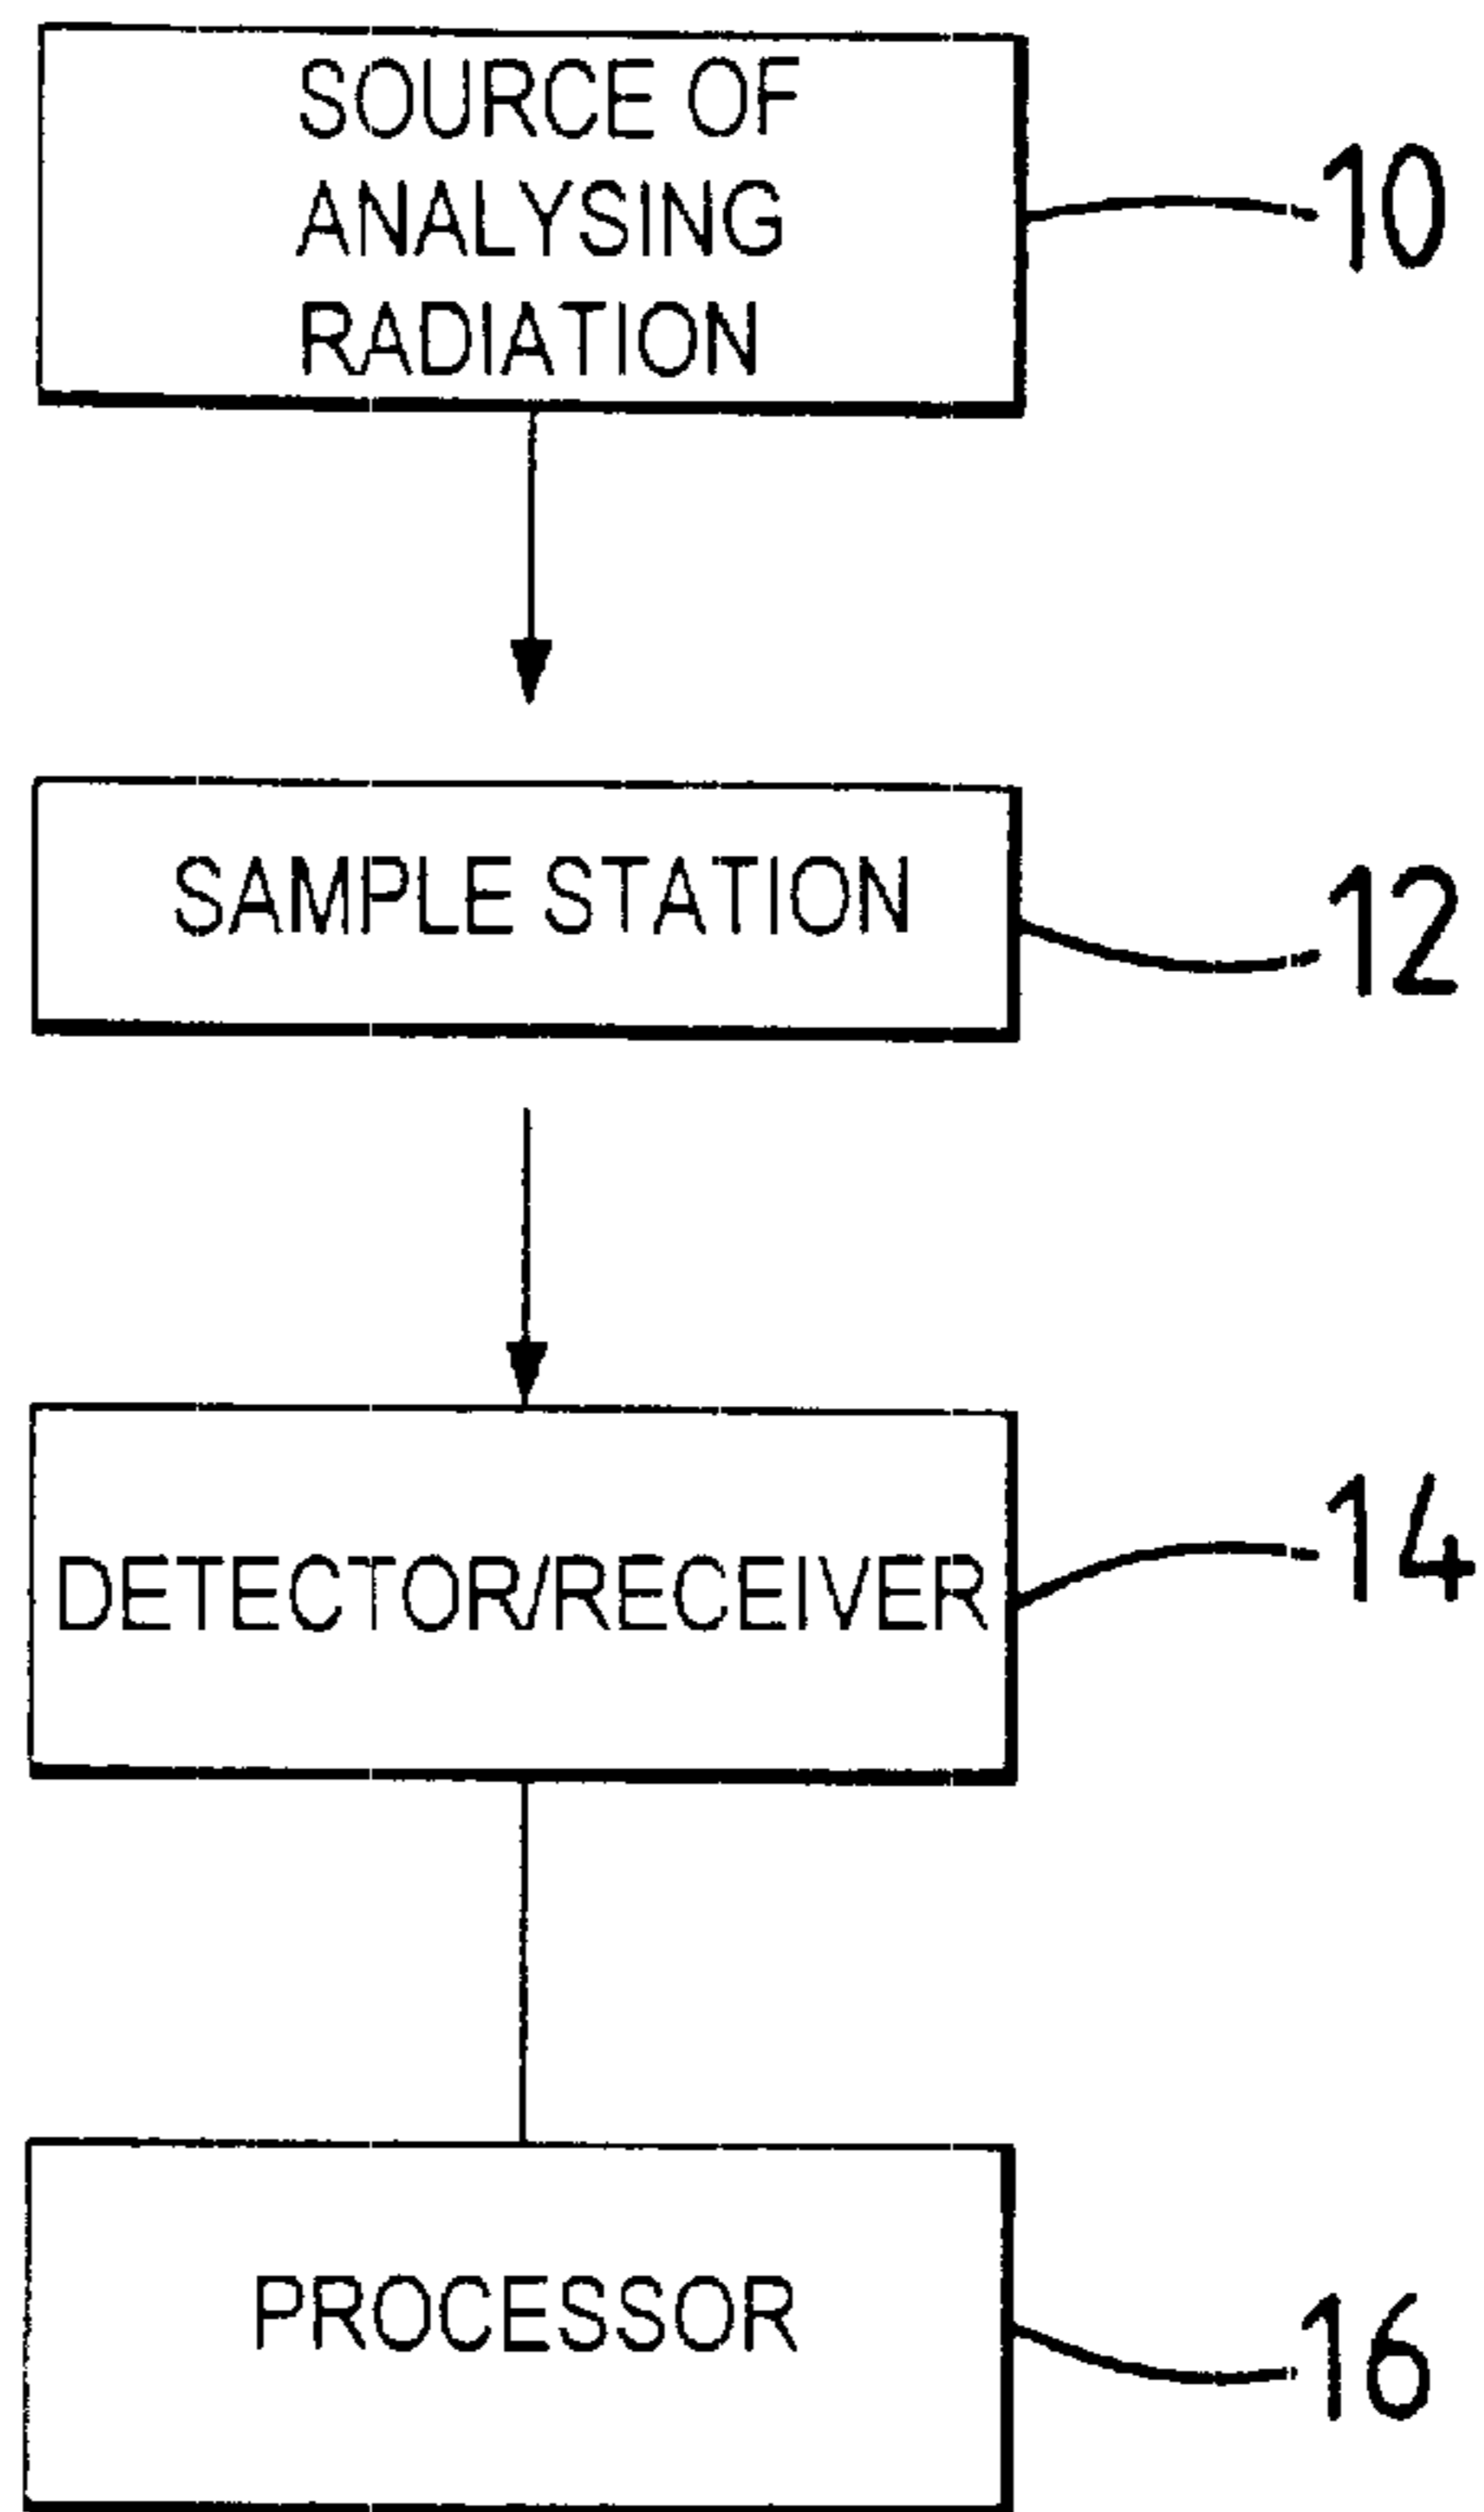 SOURCE OF
ANALYSING
RADIATION
10
SAMPLE STATION
12
DETECTOR/RECEIVER
14
PROCESSOR
16